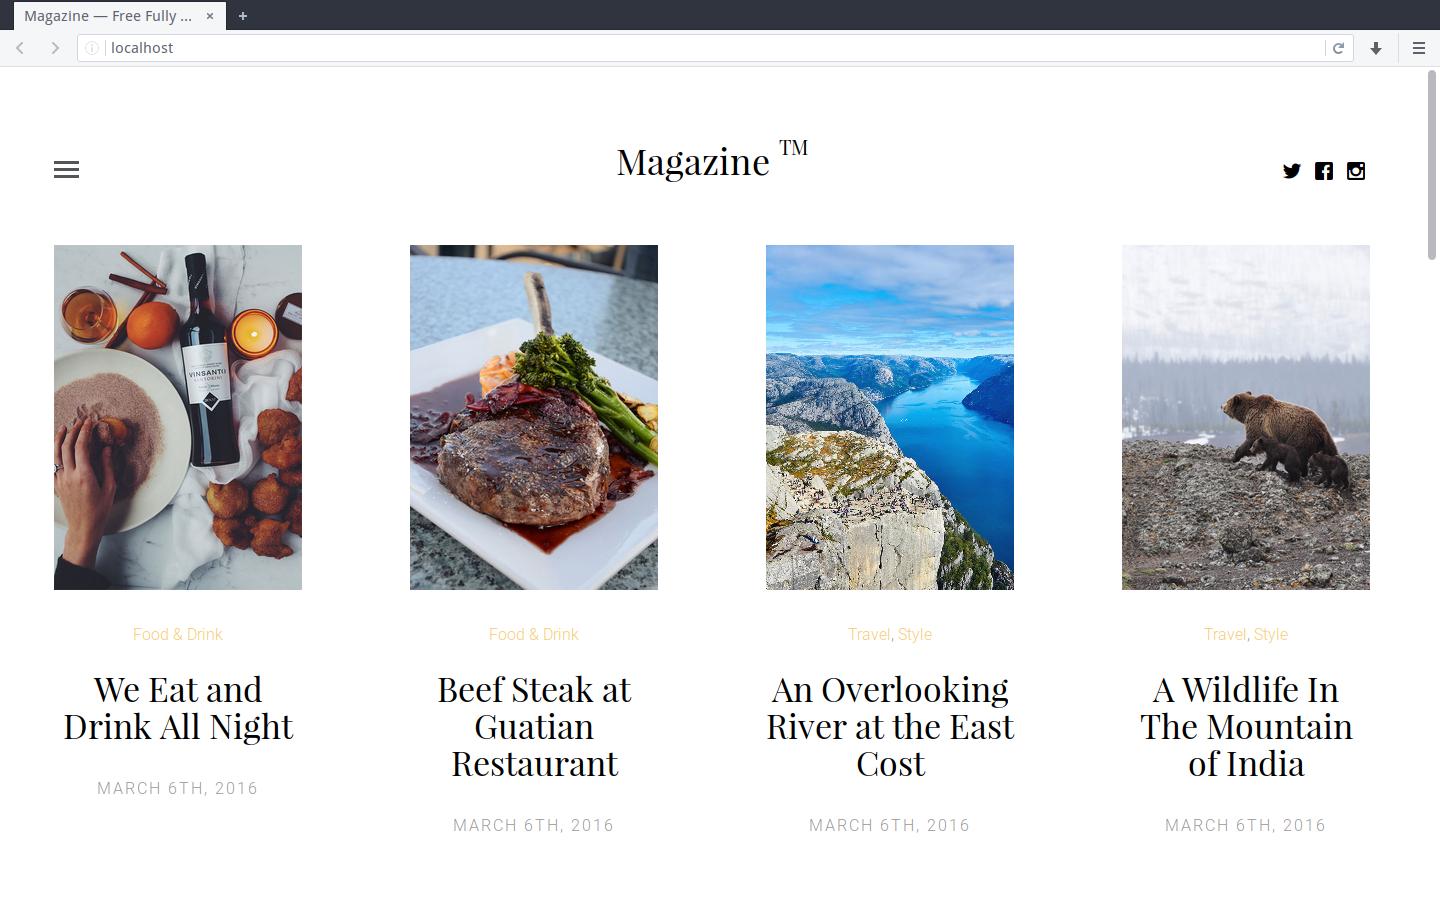 Magazine — Free Fully ...
localhost
Magazine TM
VINSANTO
Food & Drink
We Eat and
Drink All Night
MARCH 6TH, 2016
Food & Drink
Beef Steak at
Guatian
Restaurant
MARCH 6TH, 2016
Travel, Style
An Overlooking
River at the East
Cost
MARCH 6TH, 2016
Travel, Style
A Wildlife In
The Mountain
of India
MARCH 6TH, 2016